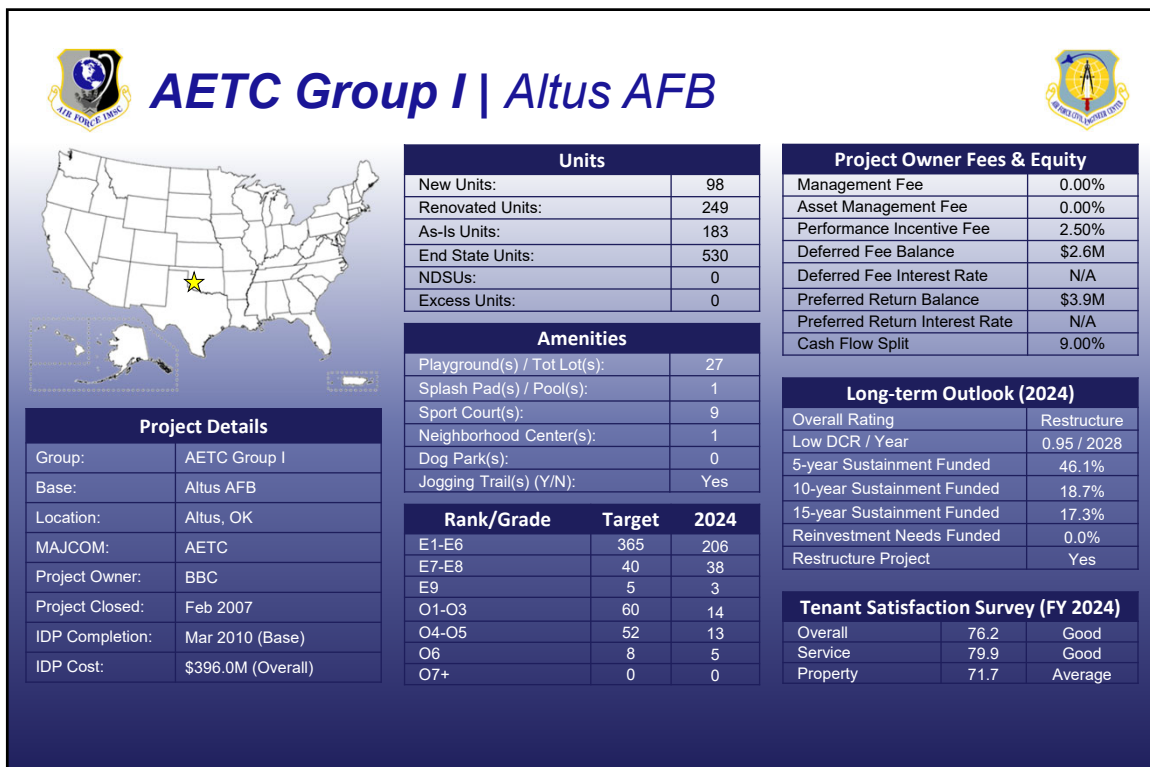 AIR FORCE IMSC
AETC Group I | Altus AFB
AIR FORCE CIVIL ENGINEER CENTER
Project Details
Group: AETC Group I
Base: Altus AFB
Location: Altus, OK
MAJCOM: AETC
Project Owner: BBC
Project Closed: Feb 2007
IDP Completion: Mar 2010 (Base)
IDP Cost: $396.0M (Overall)
Units
New Units: 98
Renovated Units: 249
As-Is Units: 183
End State Units: 530
NDSUs: 0
Excess Units: 0
Amenities
Playground(s) / Tot Lot(s): 27
Splash Pad(s) / Pool(s): 1
Sport Court(s): 9
Neighborhood Center(s): 1
Dog Park(s): 0
Jogging Trail(s) (Y/N): Yes
Rank/Grade Target 2024
E1-E6 365 206
E7-E8 40 38
E9 5 3
O1-O3 60 14
O4-O5 52 13
O6 8 5
O7+ 0 0
Project Owner Fees & Equity
Management Fee 0.00%
Asset Management Fee 0.00%
Performance Incentive Fee 2.50%
Deferred Fee Balance $2.6M
Deferred Fee Interest Rate N/A
Preferred Return Balance $3.9M
Preferred Return Interest Rate N/A
Cash Flow Split 9.00%
Long-term Outlook (2024)
Overall Rating Restructure
Low DCR / Year 0.95 / 2028
5-year Sustainment Funded 46.1%
10-year Sustainment Funded 18.7%
15-year Sustainment Funded 17.3%
Reinvestment Needs Funded 0.0%
Restructure Project Yes
Tenant Satisfaction Survey (FY 2024)
Overall 76.2 Good
Service 79.9 Good
Property 71.7 Average